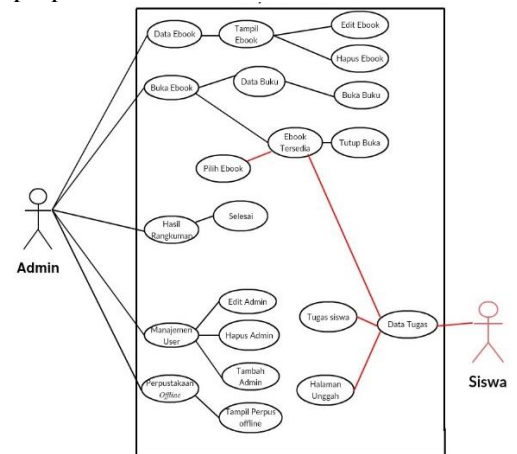 Data Ebook
Tampil
Ebook
Edit Ebook
Hapus Ebook
Buka Ebook
Data Buku
Buka Buku
Ebook
Tersedia
Tutup Buka
Pilih Ebook
Hasil
Rangkuman
Selesai
Admin
Edit Admin
Manajemen
User
Hapus Admin
Tambah
Admin
Perpustakaan
Offline
Tampil Perpus
offline
Tugas siswa
Data Tugas
Halaman
Unggah
Siswa